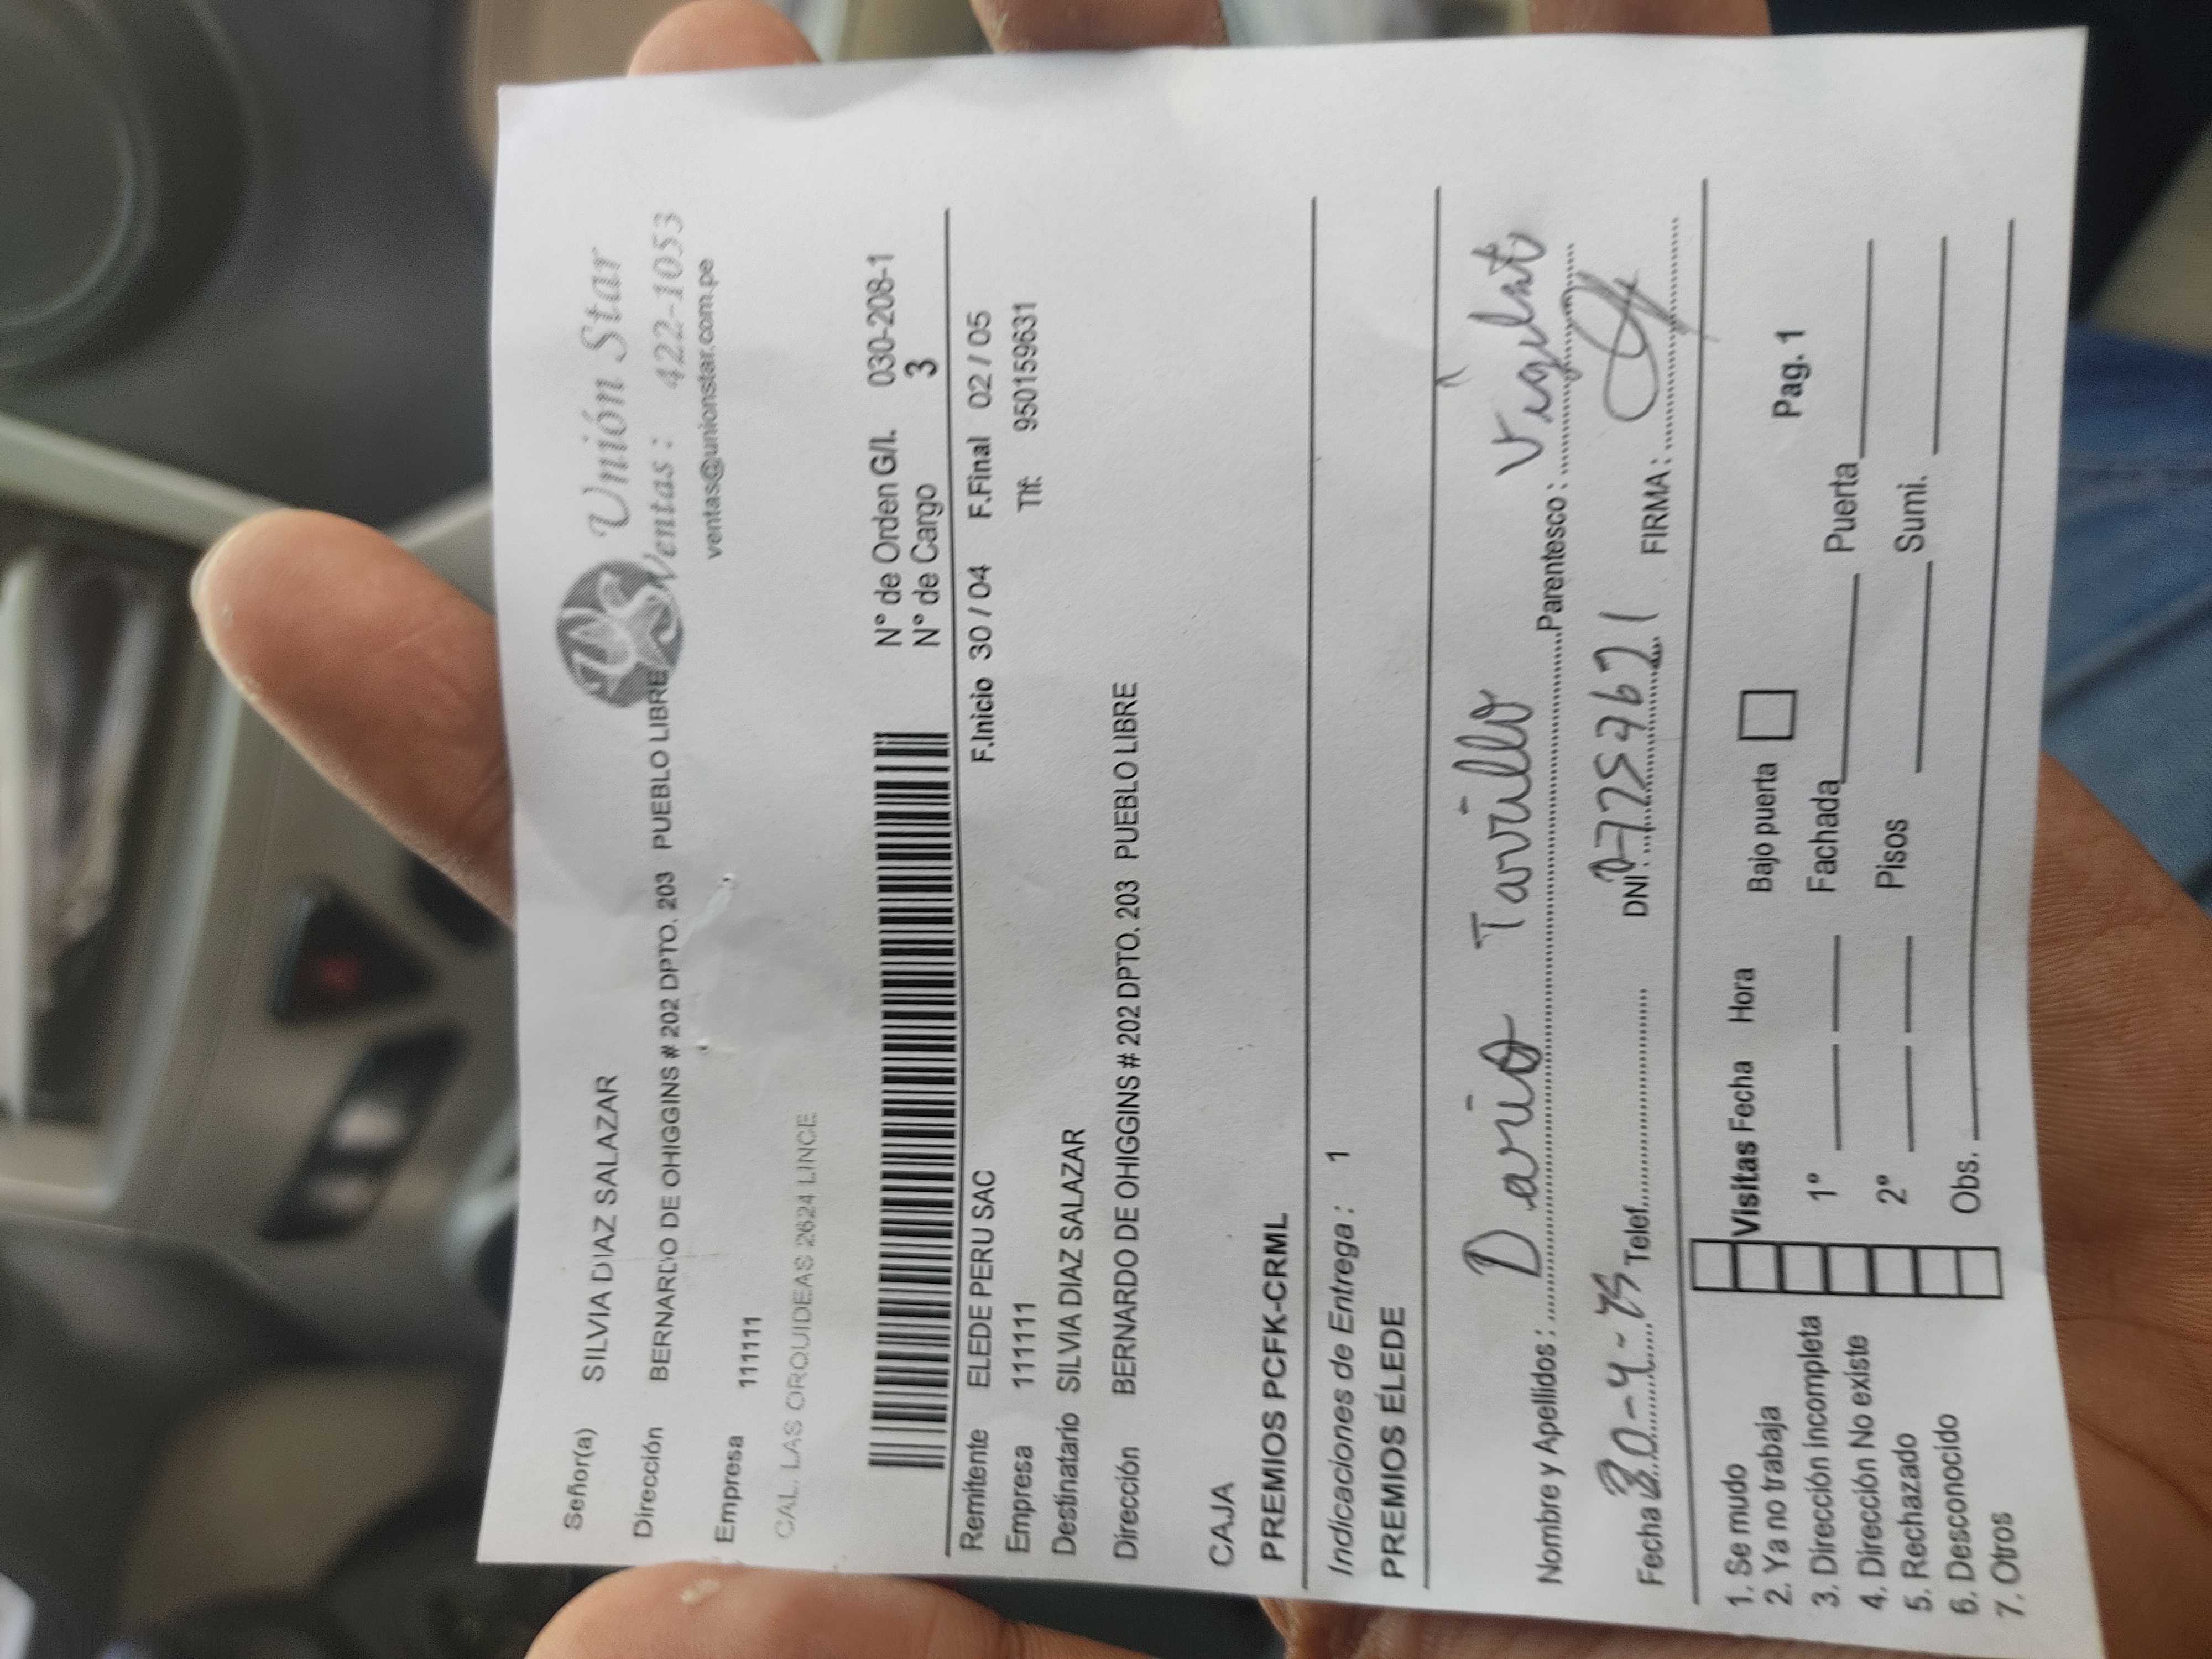 Unión Star
Ventas : 422-1053
ventas@unionstar.com.pe
Señor(a) SILVIA DIAZ SALAZAR
Dirección BERNARDO DE OHIGGINS # 202 DPTO. 203 PUEBLO LIBRE
Empresa 111111
CAL. LAS ORQUIDEAS 2624 LINCE
N° de Orden G/I. 030-208-1
N° de Cargo 3
F.Inicio 30 / 04 F.Final 02 / 05
Remitente ELEDE PERU SAC
Empresa 111111 Tlf. 950159631
Destinatario SILVIA DIAZ SALAZAR
Dirección BERNARDO DE OHIGGINS # 202 DPTO. 203 PUEBLO LIBRE
CAJA
PREMIOS PCFK-CRML
Indicaciones de Entrega : 1
PREMIOS ELEDE
Nombre y Apellidos : Dario Tarrillo Parentesco : Vigilant
Fecha 30-4-25 Telef. DNI : 07757621 FIRMA :
1. Se mudo Visitas Fecha Hora Bajo puerta Pag. 1
2. Ya no trabaja
3. Dirección incompleta 1° Fachada Puerta
4. Dirección No existe
5. Rechazado 2° Pisos Sumi.
6. Desconocido
7. Otros Obs.